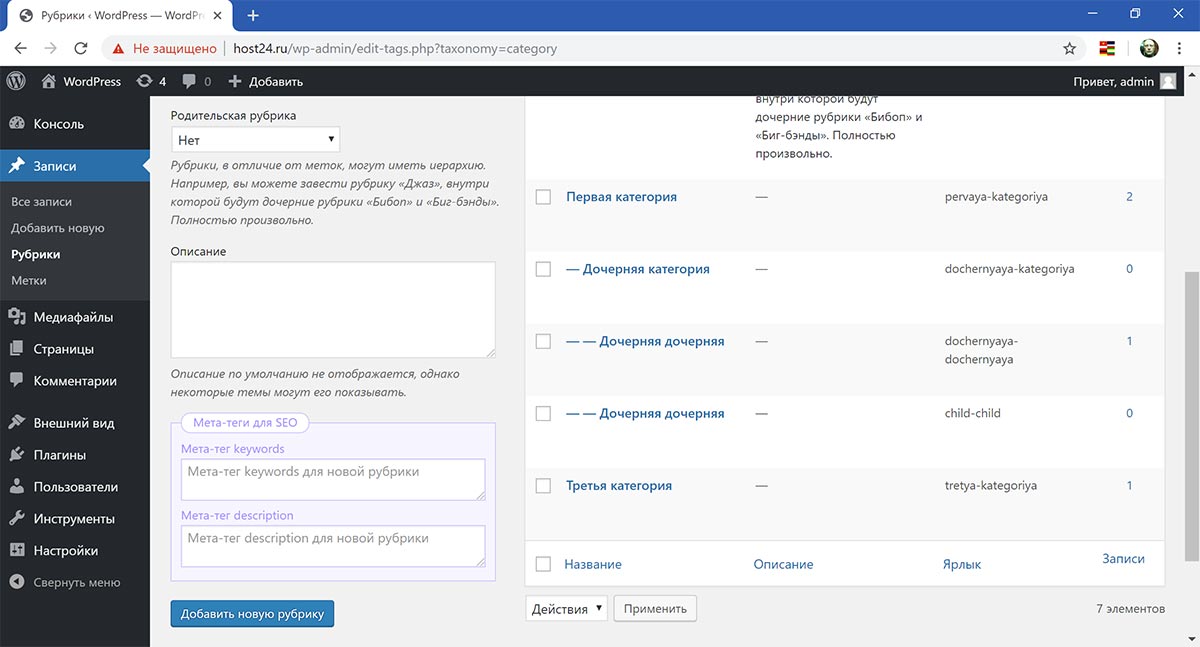 Рубрики ‹ WordPress — WordPr
Не защищено
host24.ru/wp-admin/edit-tags.php?taxonomy=category
WordPress
4
0
Добавить
Привет, admin
Консоль
Записи
Все записи
Добавить новую
Рубрики
Метки
Медиафайлы
Страницы
Комментарии
Внешний вид
Плагины
Пользователи
Инструменты
Настройки
Свернуть меню
Родительская рубрика
Нет
Рубрики, в отличие от меток, могут иметь иерархию.
Например, вы можете завести рубрику «Джаз», внутри
которой будут дочерние рубрики «Бибоп» и «Биг-бэнды».
Полностью произвольно.
Описание
Описание по умолчанию не отображается, однако
некоторые темы могут его показывать.
Мета-теги для SEO
Мета-тег keywords
Мета-тег keywords для новой рубрики
Мета-тег description
Мета-тег description для новой рубрики
Добавить новую рубрику
внутри которой будут
дочерние рубрики «Бибоп» и
«Биг-бэнды». Полностью
произвольно.
Первая категория — pervaya-kategoriya 2
— Дочерняя категория — dochernyaya-kategoriya 0
— — Дочерняя дочерняя — dochernyaya-
dochernyaya 1
— — Дочерняя дочерняя — child-child 0
Третья категория — tretya-kategoriya 1
Название Описание Ярлык Записи
Действия
Применить
7 элементов